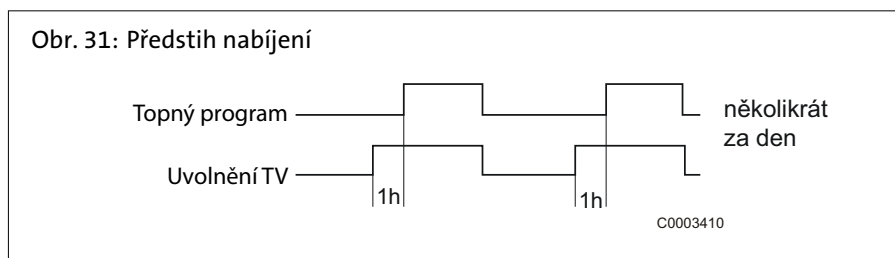 Obr. 31: Předstih nabíjení
Topný program
několikrát
za den
Uvolnění TV
1h
1h
C0003410